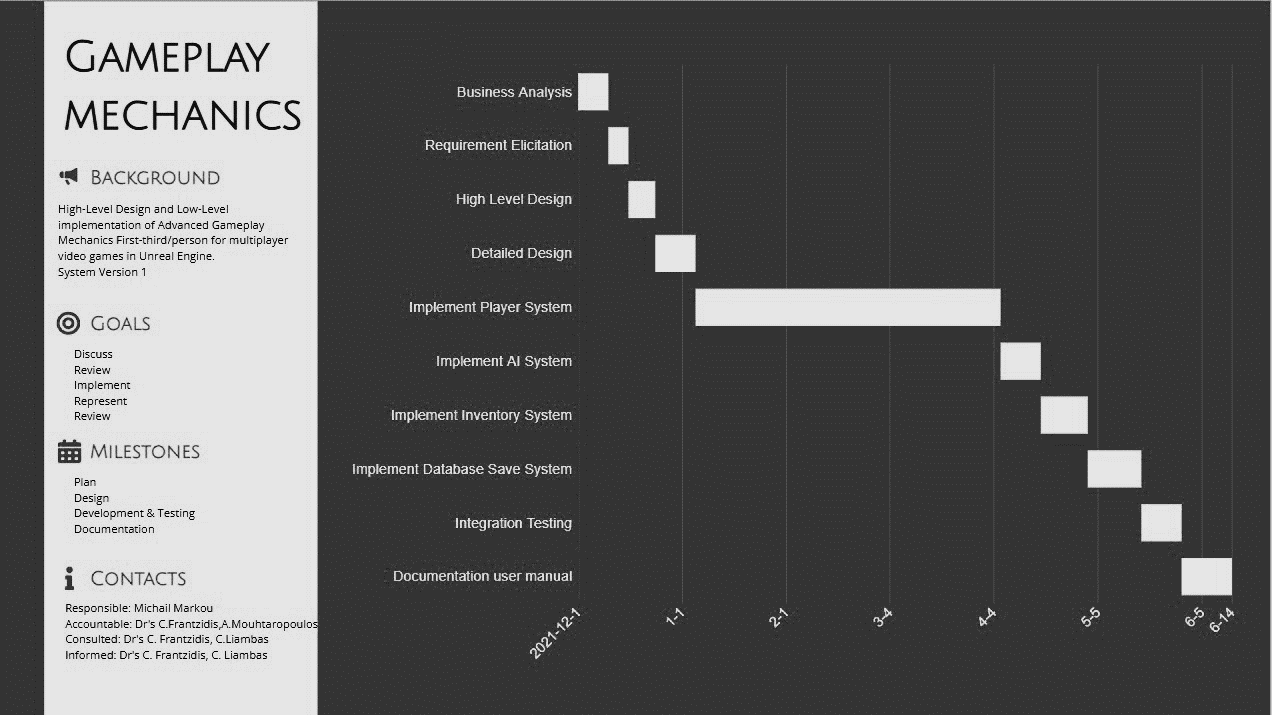 GAMEPLAY
MECHANICS
BACKGROUND
High-Level Design and Low-Level
implementation of Advanced Gameplay
Mechanics First-third/person for multiplayer
video games in Unreal Engine.
System Version 1
GOALS
Discuss
Review
Implement
Represent
Review
MILESTONES
Plan
Design
Development & Testing
Documentation
CONTACTS
Responsible: Michail Markou
Accountable: Dr's C.Frantzidis,A.Mouhtaropoulos
Consulted: Dr's C. Frantzidis, C.Liambas
Informed: Dr's C. Frantzidis, C. Liambas
Business Analysis
Requirement Elicitation
High Level Design
Detailed Design
Implement Player System
Implement AI System
Implement Inventory System
Implement Database Save System
Integration Testing
Documentation user manual
2021-12-1
1-1
2-1
3-4
4-4
5-5
6-5
6-14